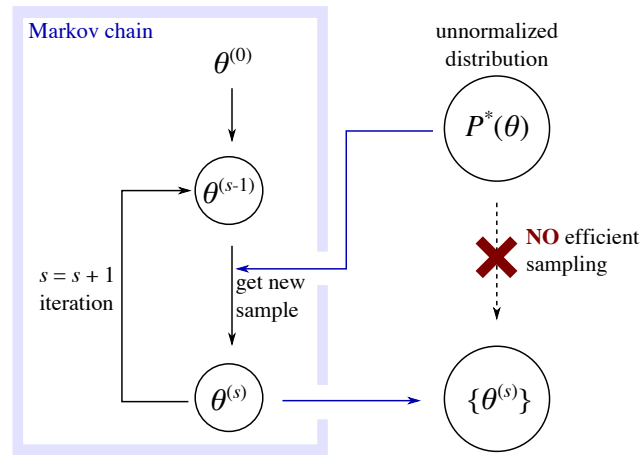 Markov chain
θ^(0)
θ^(s-1)
s = s + 1
iteration
get new
sample
θ^(s)
unnormalized
distribution
P^*(θ)
NO efficient
sampling
{θ^(s)}